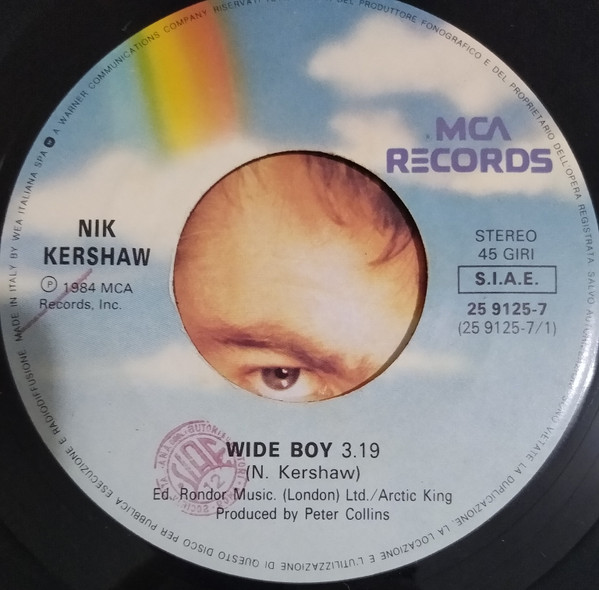 MCA
RECORDS
NIK
KERSHAW
℗ 1984 MCA
Records, Inc.
STEREO
45 GIRI
S.I.A.E.
25 9125-7
(25 9125-7/1)
WIDE BOY 3.19
(N. Kershaw)
Ed. Rondor Music. (London) Ltd./Arctic King
Produced by Peter Collins
MADE IN ITALY BY WEA ITALIANA SPA A WARNER COMMUNICATIONS COMPANY
DEL PRODUTTORE FONOGRAFICO E DEL PROPRIETARIO DELL'OPERA REGISTRATA. SALVO
VIETATE LA DUPLICAZIONE, LA LOCAZIONE E L'UTILIZZAZIONE DI QUESTO DISCO PER PUBBLICA ESECUZIONE E RADIODIFFUSIONE.
SIAE